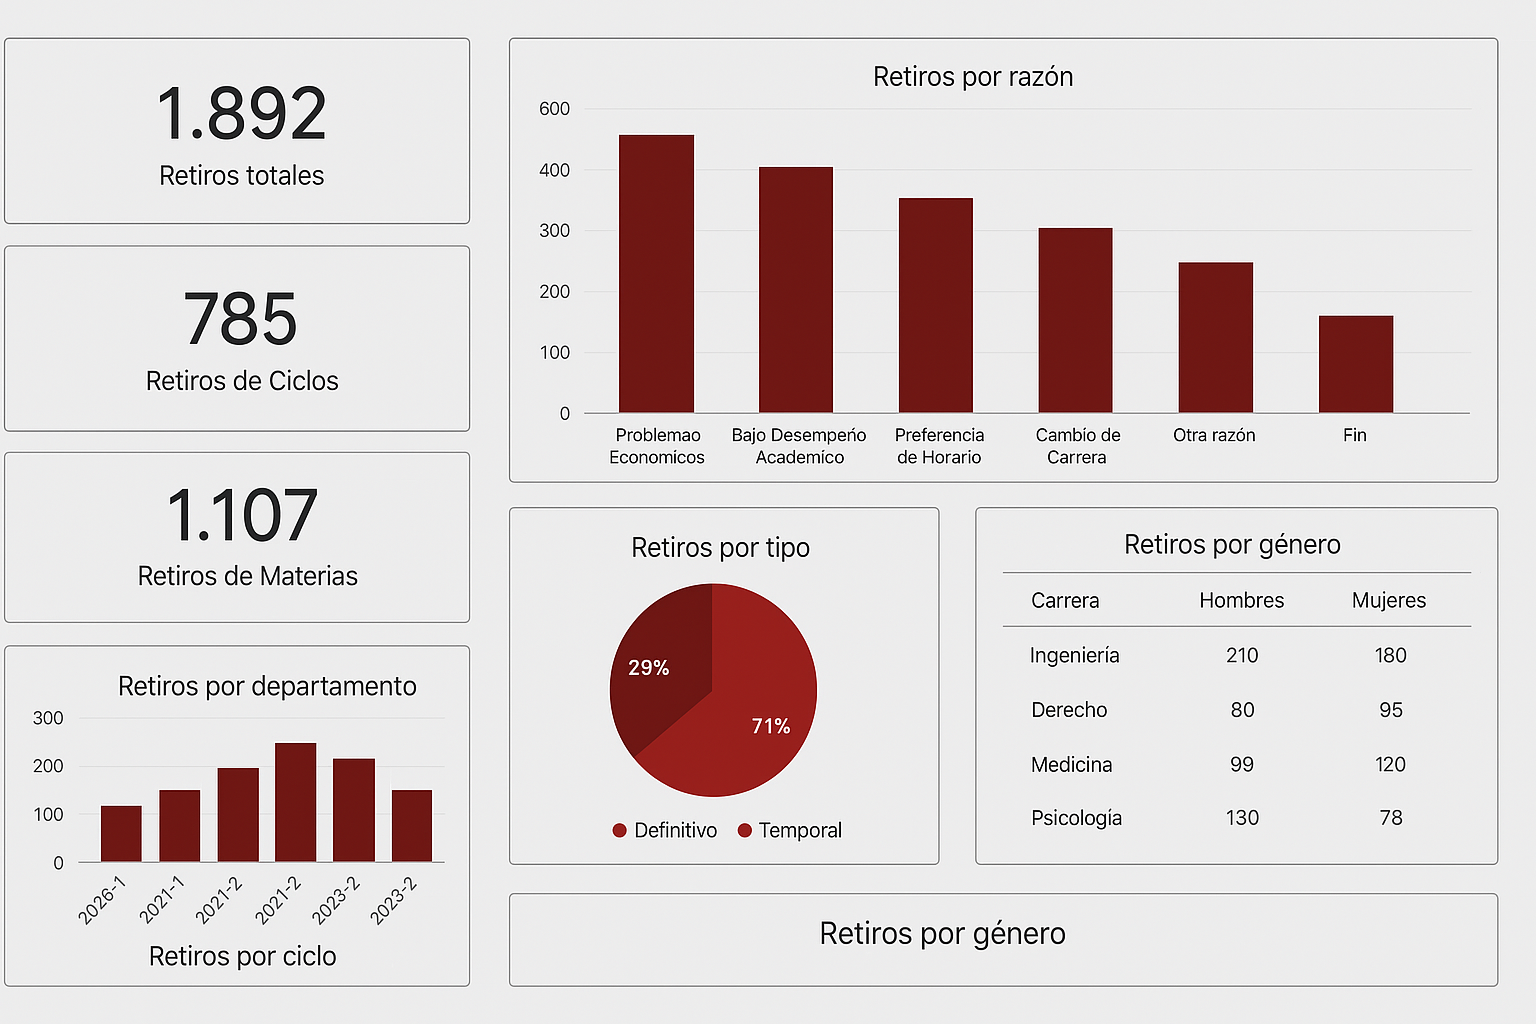 1.892
Retiros totales
785
Retiros de Ciclos
1.107
Retiros de Materias
Retiros por departamento
300
200
100
0
2026-1
2021-1
2021-2
2021-2
2023-2
2023-2
Retiros por ciclo
Retiros por razón
600
400
300
200
100
0
Problemao
Economicos
Bajo Desempeńo
Academico
Preferencia
de Horario
Cambio de
Carrera
Otra razón
Fin
Retiros por tipo
29%
71%
Definitivo
Temporal
Retiros por género
Carrera Hombres Mujeres
Ingeniería 210 180
Derecho 80 95
Medicina 99 120
Psicología 130 78
Retiros por género